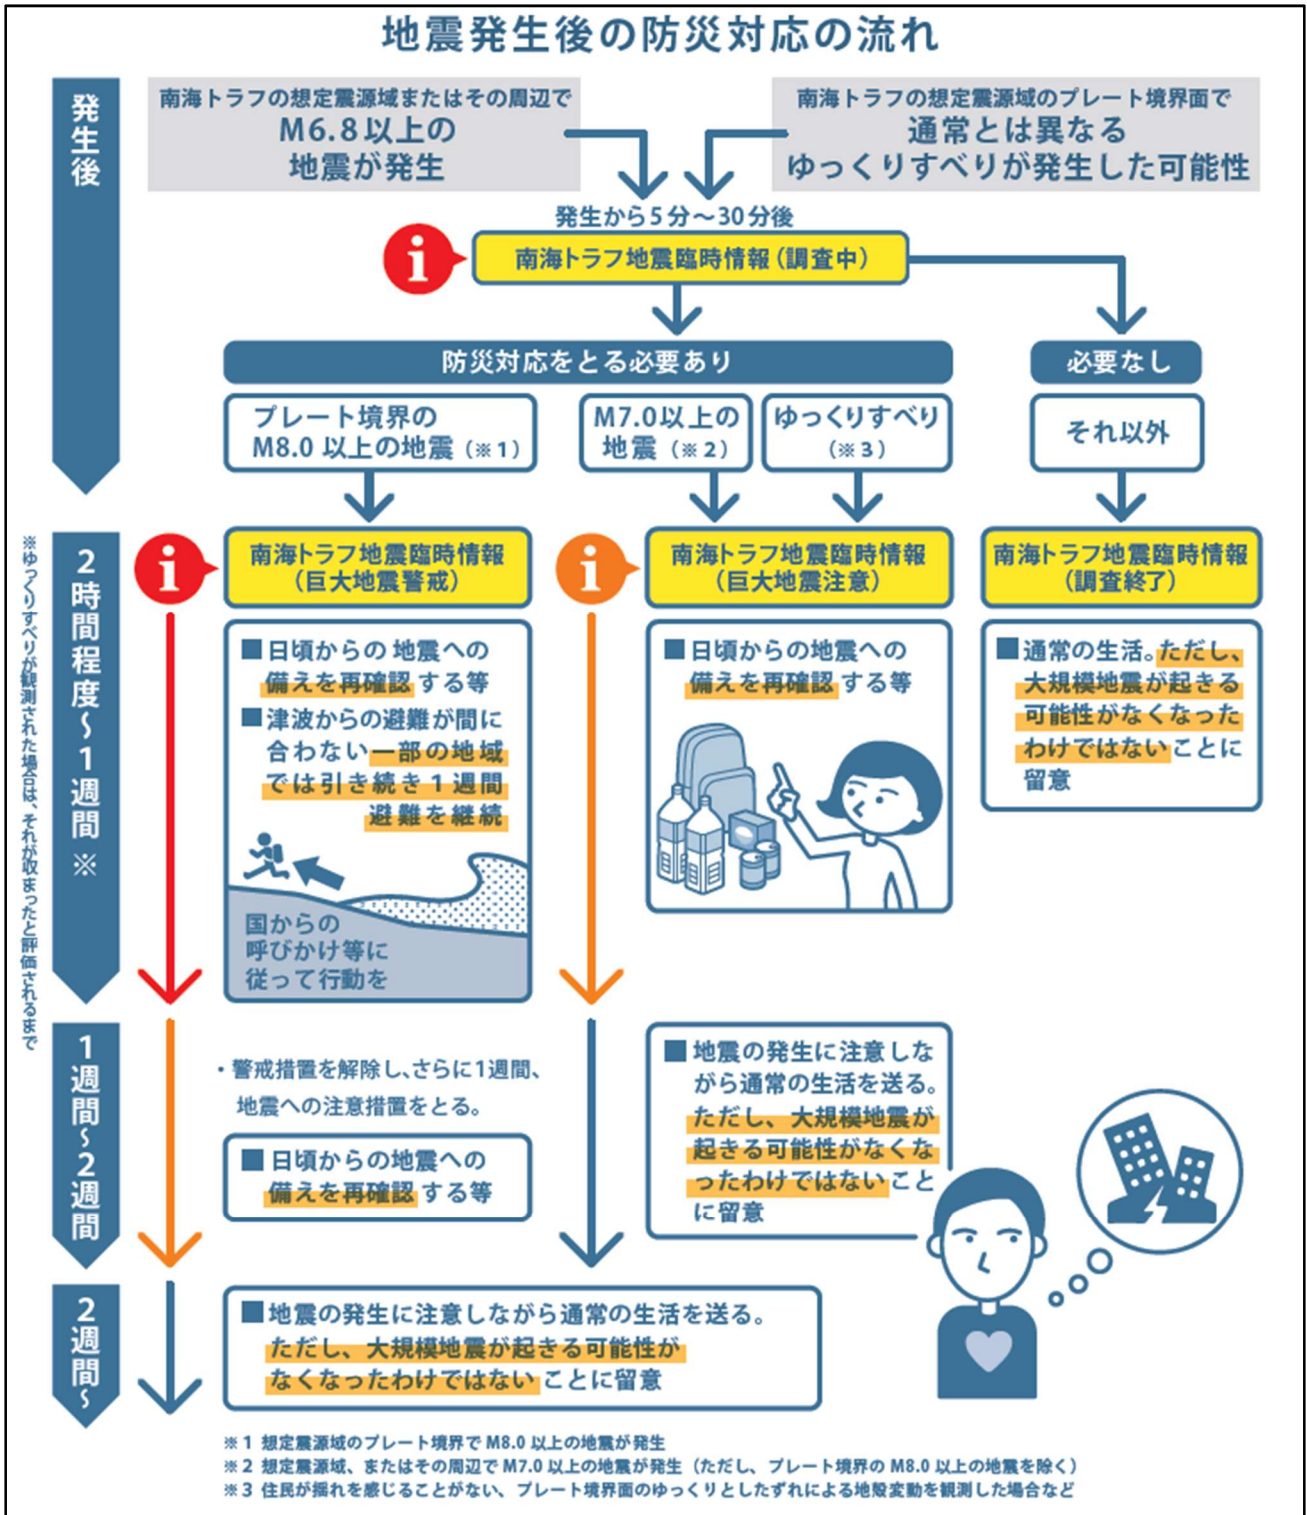 地震発生後の防災対応の流れ
発生後
南海トラフの想定震源域またはその周辺で
M6.8以上の
地震が発生
南海トラフの想定震源域のプレート境界面で
通常とは異なる
ゆっくりすべりが発生した可能性
発生から5分～30分後
i
南海トラフ地震臨時情報（調査中）
防災対応をとる必要あり
必要なし
プレート境界の
M8.0以上の地震（※1）
M7.0以上の
地震（※2）
ゆっくりすべり
（※3）
それ以外
2時間程度～1週間※
※ゆっくりすべりが観測された場合は、それが収まったと評価されるまで
i
南海トラフ地震臨時情報
（巨大地震警戒）
■日頃からの地震への
備えを再確認する等
■津波からの避難が間に
合わない一部の地域
では引き続き1週間
避難を継続
国からの
呼びかけ等に
従って行動を
i
南海トラフ地震臨時情報
（巨大地震注意）
■日頃からの地震への
備えを再確認する等
南海トラフ地震臨時情報
（調査終了）
■通常の生活。ただし、
大規模地震が起きる
可能性がなくなった
わけではないことに
留意
1週間～2週間
・警戒措置を解除し、さらに1週間、
地震への注意措置をとる。
■日頃からの地震への
備えを再確認する等
■地震の発生に注意しな
がら通常の生活を送る。
ただし、大規模地震が
起きる可能性がなくな
ったわけではないこと
に留意
2週間～
■地震の発生に注意しながら通常の生活を送る。
ただし、大規模地震が起きる可能性が
なくなったわけではないことに留意
※1 想定震源域のプレート境界でM8.0以上の地震が発生
※2 想定震源域、またはその周辺でM7.0以上の地震が発生（ただし、プレート境界のM8.0以上の地震を除く）
※3 住民が揺れを感じることがない、プレート境界面のゆっくりとしたずれによる地殻変動を観測した場合など